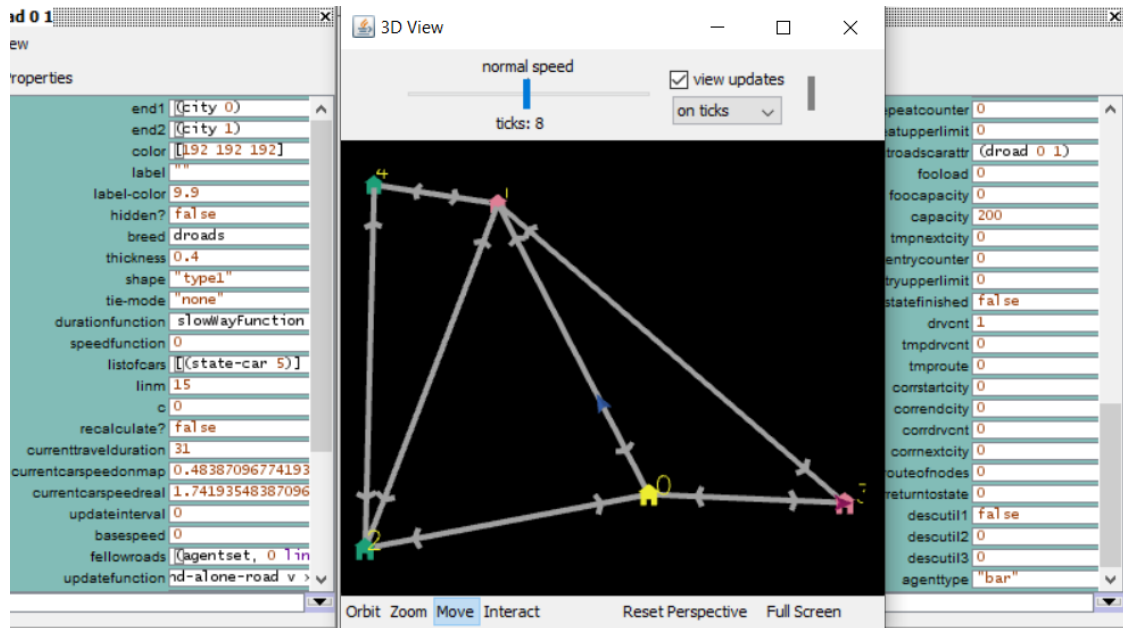 ad 0 1
ew
Properties
end1 (city 0)
end2 (city 1)
color [192 192 192]
label ""
label-color 9.9
hidden? false
breed droads
thickness 0.4
shape "type1"
tie-mode "none"
durationfunction slowWayFunction
speedfunction 0
listofcars [(state-car 5)]
linm 15
c 0
recalculate? false
currenttravelduration 31
currentcarspeedonmap 0.48387096774193
currentcarspeedreal 1.74193548387096
updateinterval 0
basespeed 0
fellowroads (agentset, 0 lin
updatefunction nd-alone-road v x
3D View
normal speed
ticks: 8
view updates
on ticks
4
1
0
2
3
Orbit Zoom Move Interact Reset Perspective Full Screen
epeatcounter 0
eatupperlimit 0
troadscarattr (droad 0 1)
fooload 0
foocapacity 0
capacity 200
tmpnextcity 0
entrycounter 0
tryupperlimit 0
statefinished false
drvcnt 1
tmpdrvcnt 0
tmproute 0
corrstartcity 0
correndcity 0
corrdrvcnt 0
corrnextcity 0
outeofnodes 0
returntostate 0
descutil1 false
descutil2 0
descutil3 0
agenttype "bar"